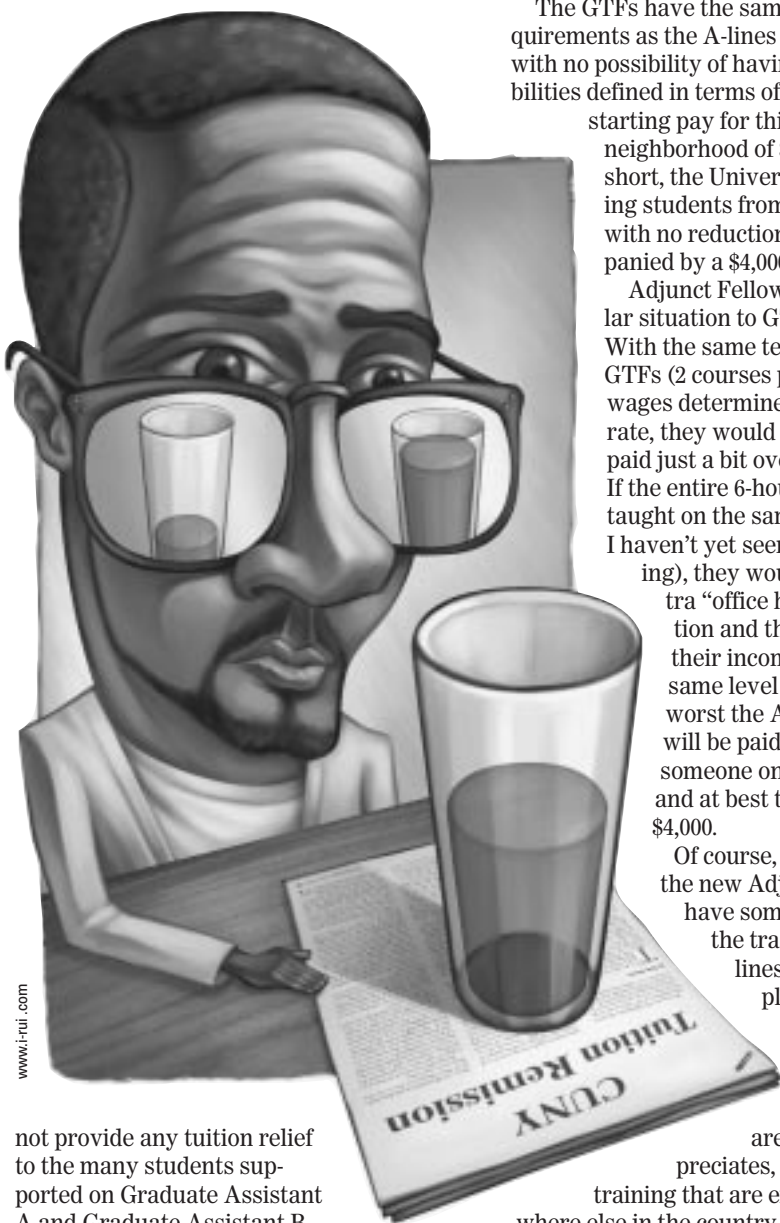 The GTFs have the sam
quirements as the A-lines
with no possibility of havin
bilities defined in terms of
starting pay for thi
neighborhood of
short, the Univer
ing students from
with no reduction
panied by a $4,00
Adjunct Fellow
lar situation to G
With the same te
GTFs (2 courses p
wages determine
rate, they would
paid just a bit ov
If the entire 6-hou
taught on the sa
I haven’t yet see
ing), they wou
tra “office h
tion and th
their incom
same level
worst the A
will be paid
someone on
and at best t
$4,000.
Of course,
the new Adj
have som
the tra
lines
pl
www.i-rui.com
CUNY
Tuition Remission
not provide any tuition relief
to the many students sup-
ported on Graduate Assistant
A and Graduate Assistant B
are
preciates,
training that are e
where else in the country